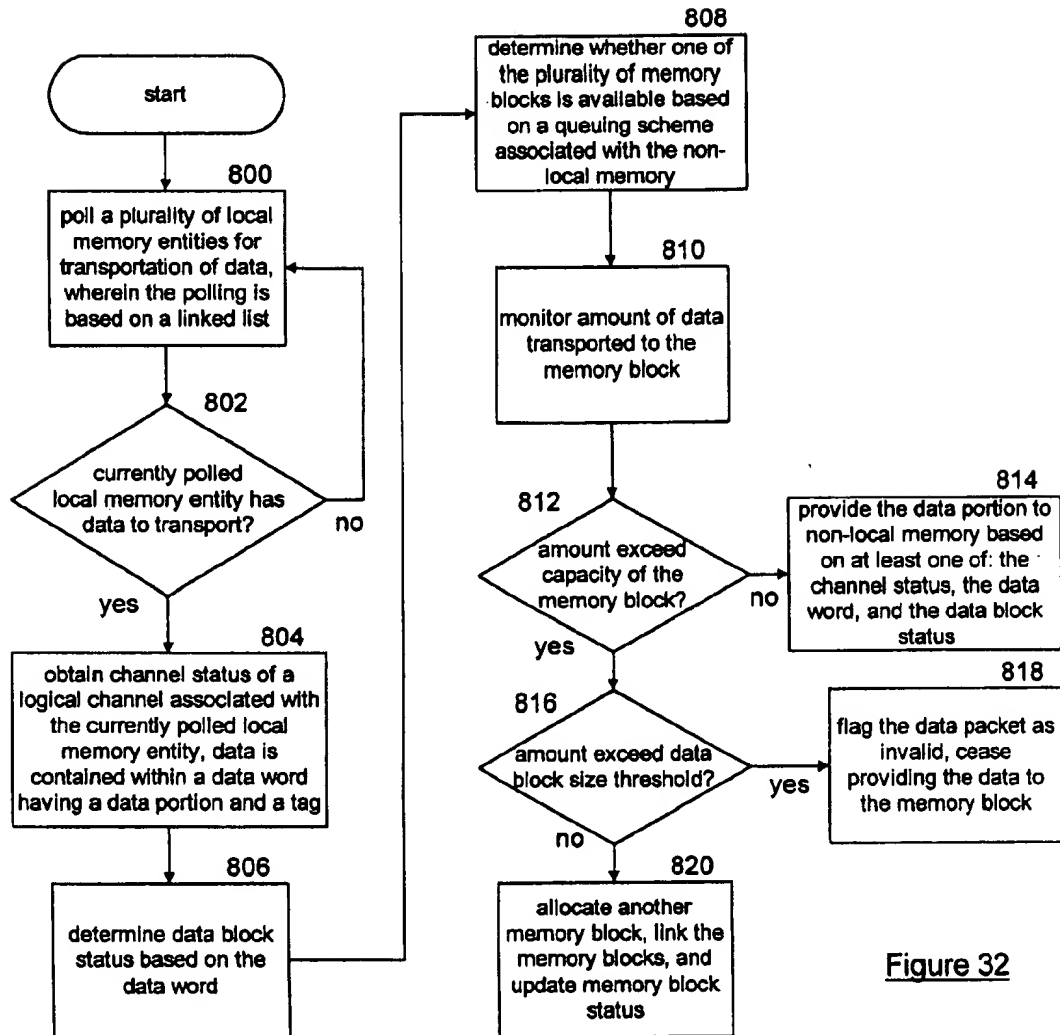 start
800
poll a plurality of local
memory entities for
transportation of data,
wherein the polling is
based on a linked list
802
currently polled
local memory entity has
data to transport?
no
yes
804
obtain channel status of a
logical channel associated with
the currently polled local
memory entity, data is
contained within a data word
having a data portion and a tag
806
determine data block
status based on the
data word
808
determine whether one of
the plurality of memory
blocks is available based
on a queuing scheme
associated with the non-
local memory
810
monitor amount of data
transported to the
memory block
812
amount exceed
capacity of the
memory block?
no
yes
814
provide the data portion to
non-local memory based
on at least one of: the
channel status, the data
word, and the data block
status
816
amount exceed data
block size threshold?
yes
no
818
flag the data packet as
invalid, cease
providing the data to
the memory block
820
allocate another
memory block, link the
memory blocks, and
update memory block
status
Figure 32